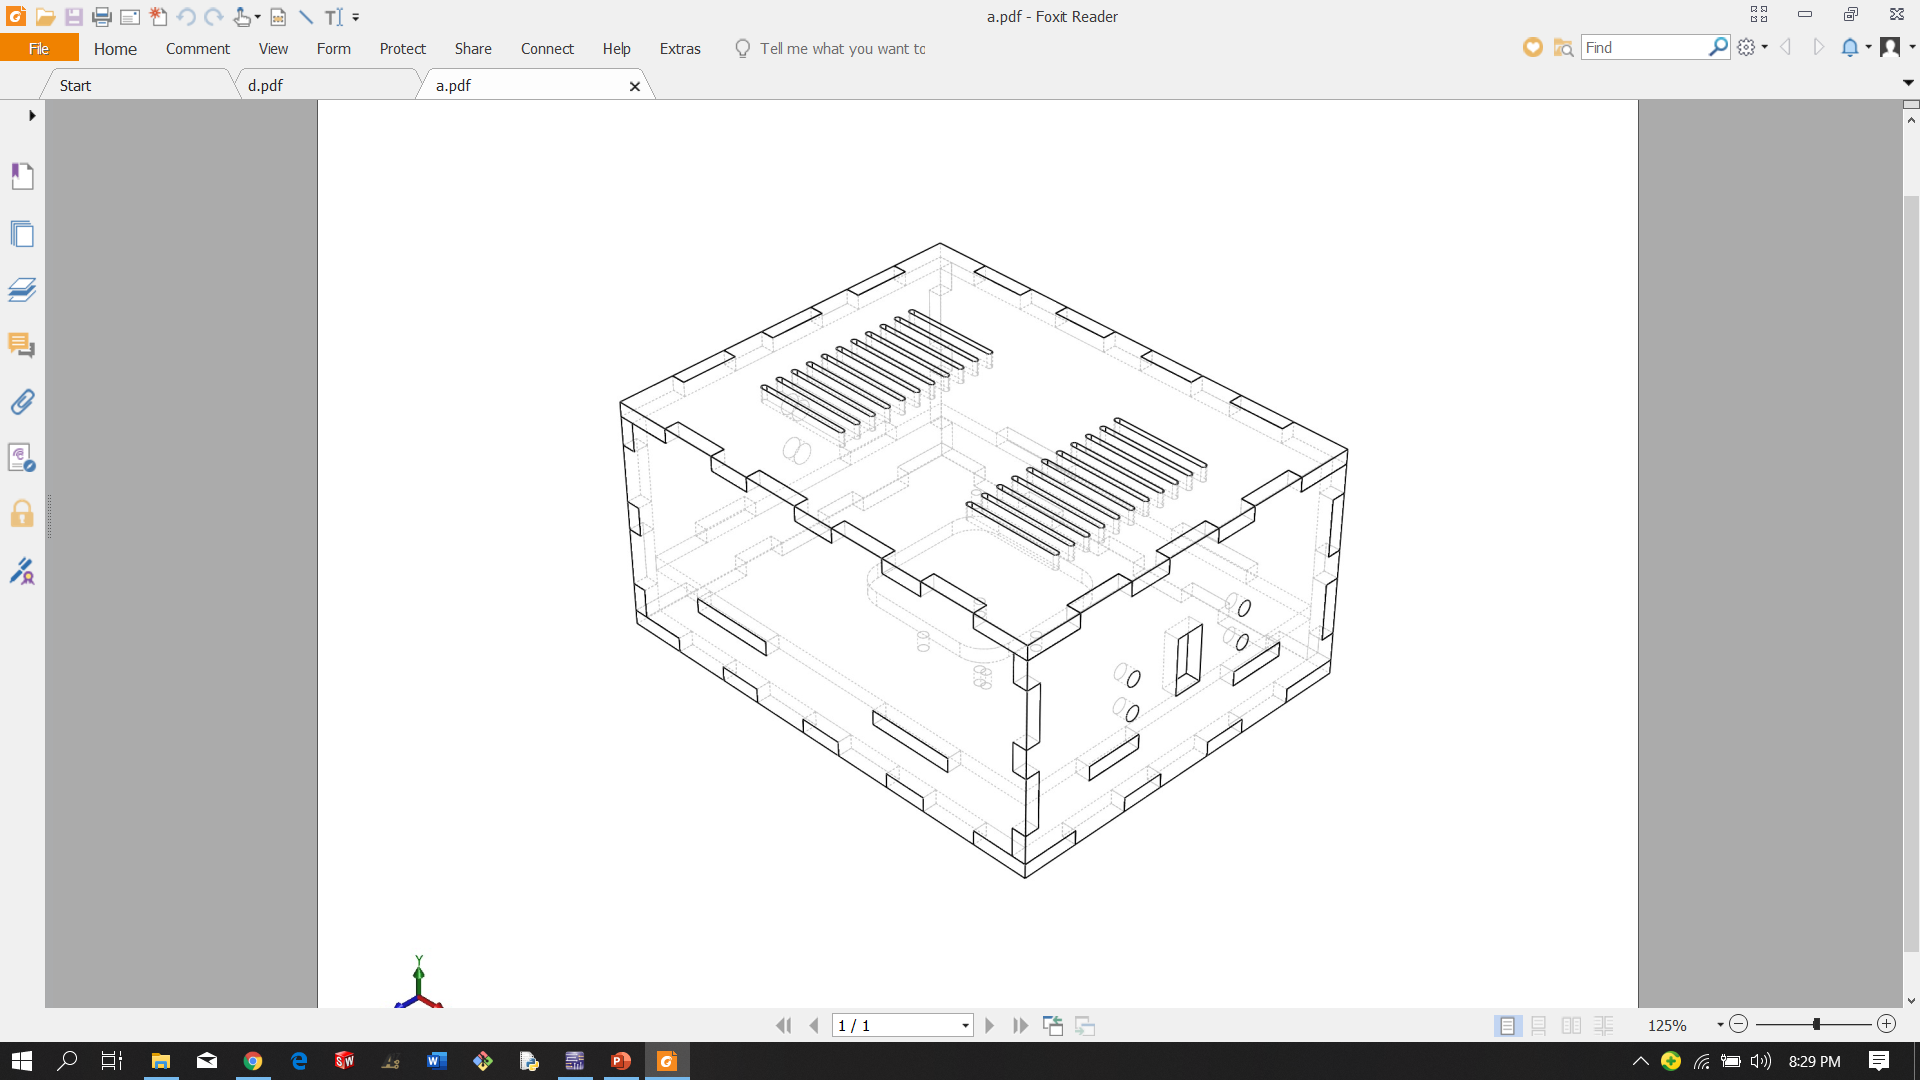 a.pdf - Foxit Reader
File Home Comment View Form Protect Share Connect Help Extras Tell me what you want to Find
Start d.pdf a.pdf
Y
1 / 1 125%
8:29 PM